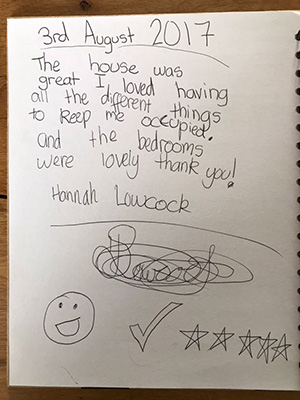 3rd August 2017
The house was
great I loved having
all the different things
to keep me occupied.
and the bedrooms
were lovely thank you!
Hannah Lowcock